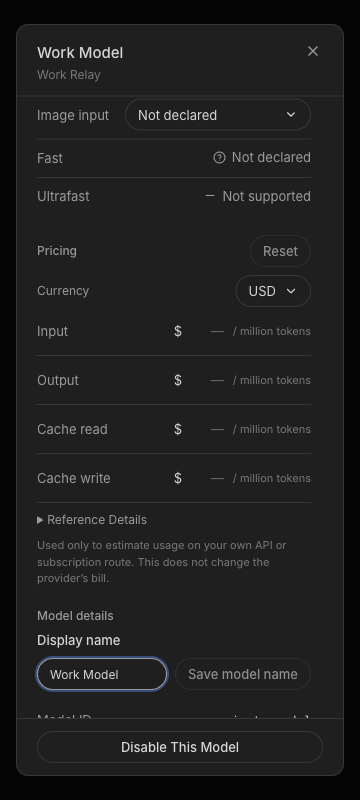 Work Model
Work Relay
Image input Not declared
Fast Not declared
Ultrafast — Not supported
Pricing Reset
Currency USD
Input $ — / million tokens
Output $ — / million tokens
Cache read $ — / million tokens
Cache write $ — / million tokens
Reference Details
Used only to estimate usage on your own API or
subscription route. This does not change the
provider’s bill.
Model details
Display name
Work Model Save model name
Disable This Model